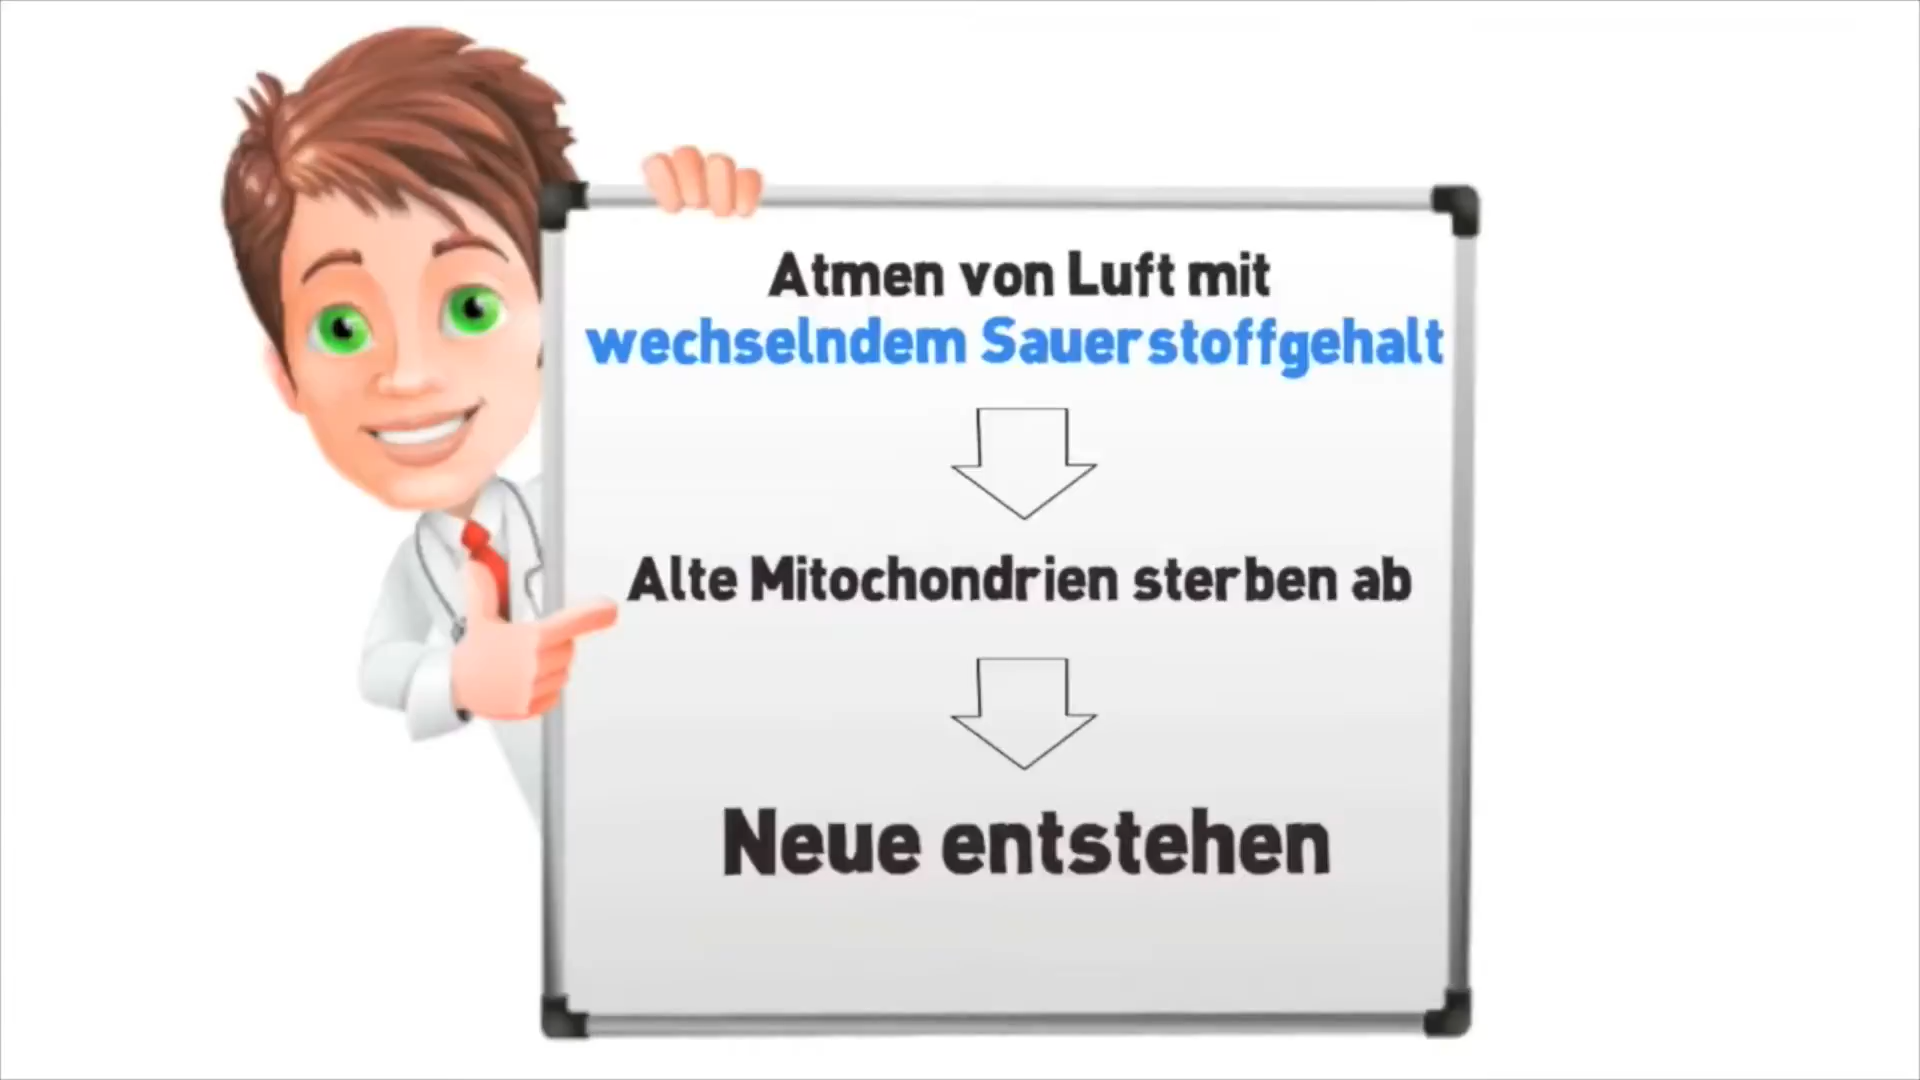 Atmen von Luft mit
wechselndem Sauerstoffgehalt
Alte Mitochondrien sterben ab
Neue entstehen